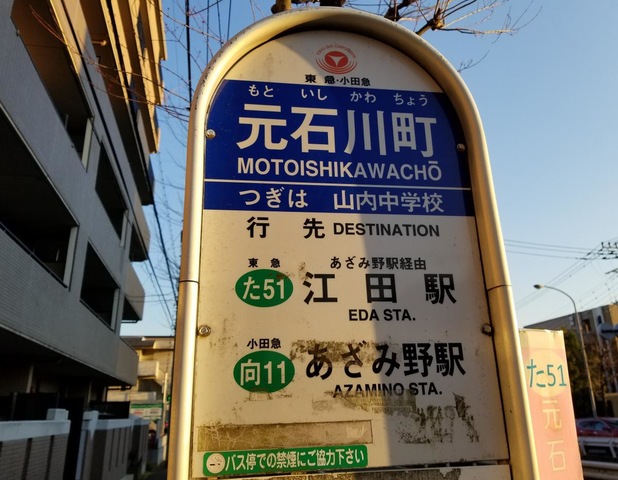 東急・小田急
もと いし かわ ちょう
元石川町
MOTOISHIKAWACHŌ
つぎは 山内中学校
行先 DESTINATION
東急 あざみ野駅経由
た51 江田駅
EDA STA.
小田急
向11 あざみ野駅
AZAMINO STA.
バス停での禁煙にご協力下さい
た51
元石